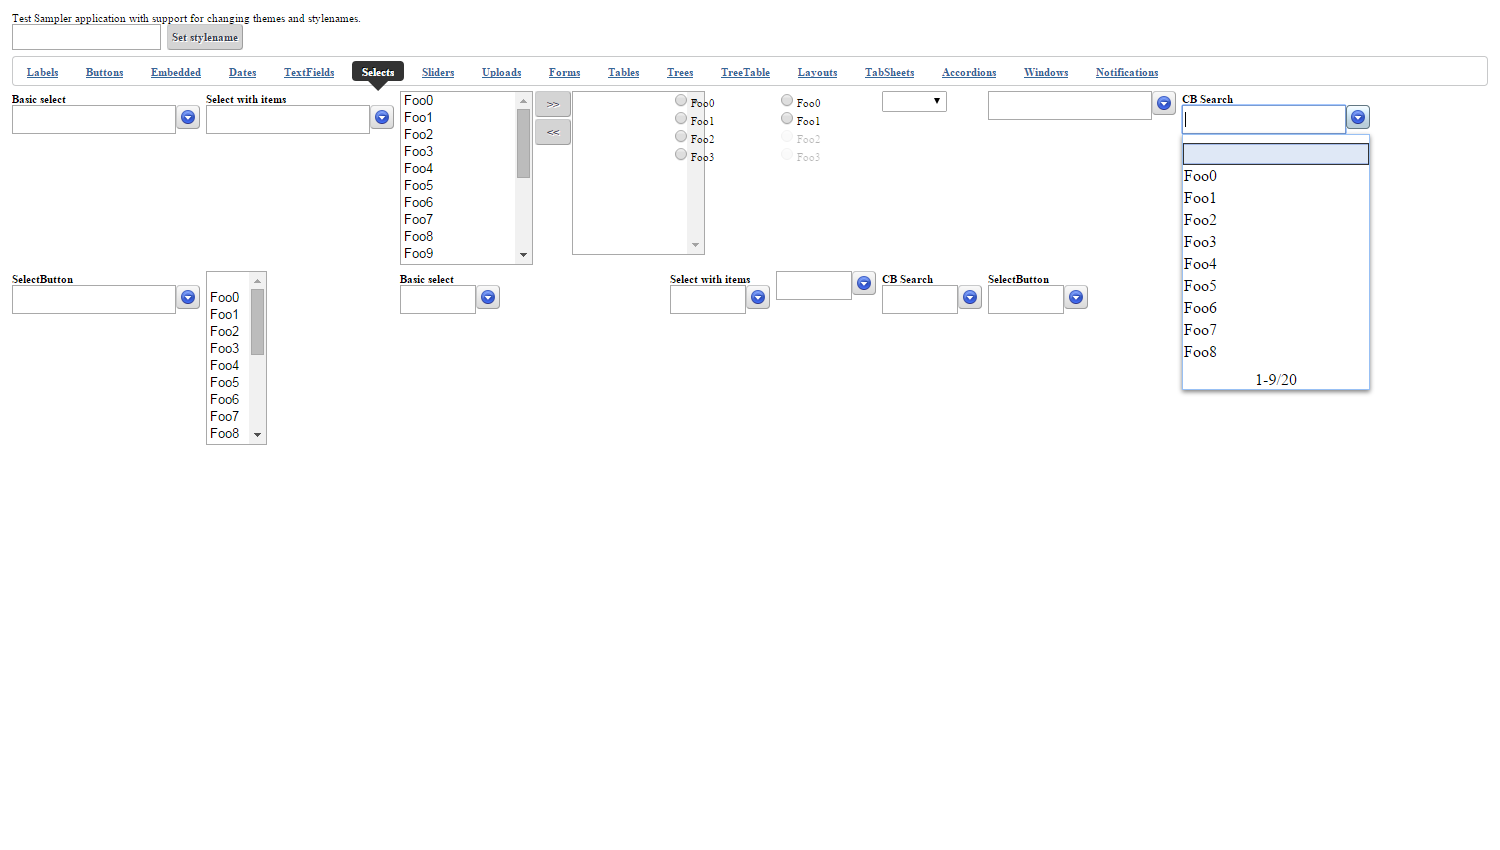 Test Sampler application with support for changing themes and stylenames.
Set stylename
Labels Buttons Embedded Dates TextFields Selects Sliders Uploads Forms Tables Trees TreeTable Layouts TabSheets Accordions Windows Notifications
Basic select
Select with items
Foo0
Foo1
Foo2
Foo3
Foo4
Foo5
Foo6
Foo7
Foo8
Foo9
>>
<<
Foo0
Foo1
Foo2
Foo3
Foo0
Foo1
Foo2
Foo3
CB Search
Foo0
Foo1
Foo2
Foo3
Foo4
Foo5
Foo6
Foo7
Foo8
1-9/20
SelectButton
Foo0
Foo1
Foo2
Foo3
Foo4
Foo5
Foo6
Foo7
Foo8
Basic select
Select with items
CB Search
SelectButton